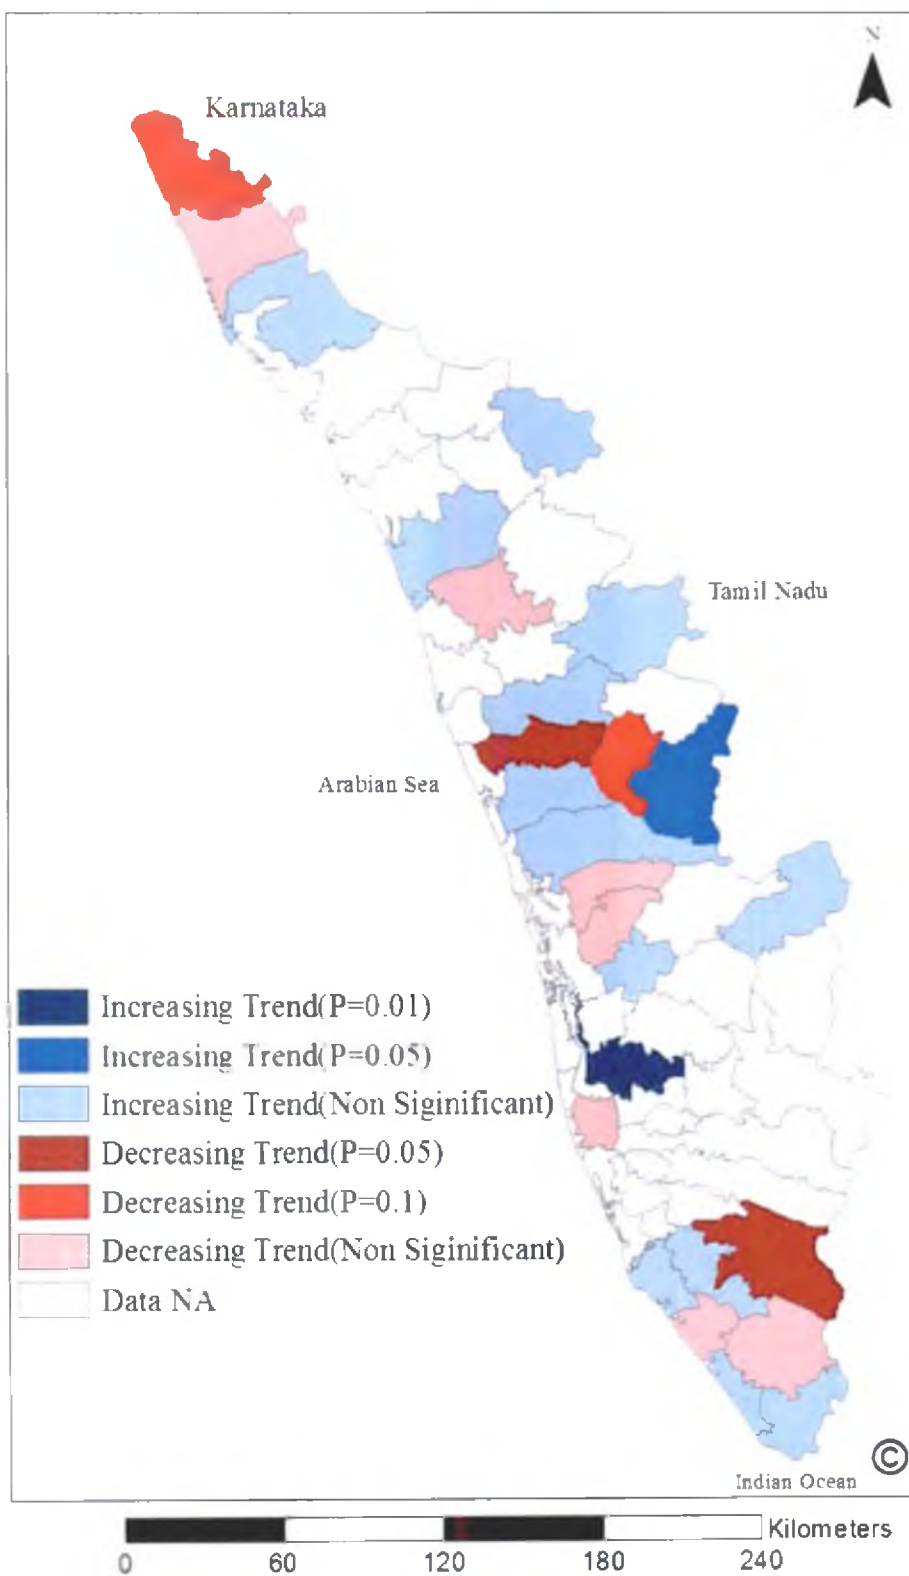 N
Karnataka
Tamil Nadu
Arabian Sea
Increasing Trend(P=0.01)
Increasing Trend(P=0.05)
Increasing Trend(Non Siginificant)
Decreasing Trend(P=0.05)
Decreasing Trend(P=0.1)
Decreasing Trend(Non Siginificant)
Data NA
©
Indian Ocean
Kilometers
0 60 120 180 240